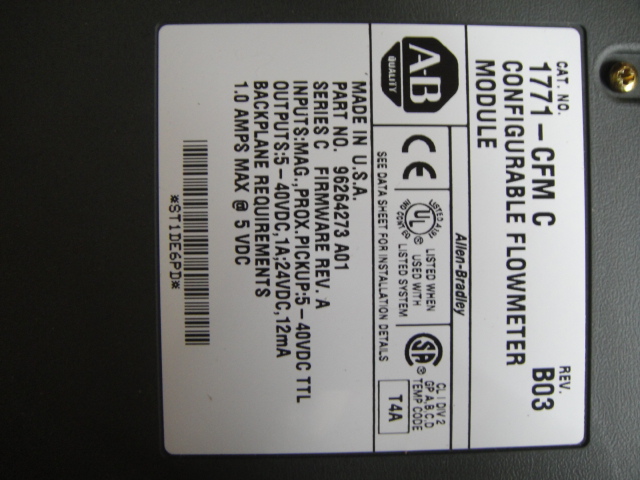 CAT. NO. REV.
1771-CFM C B03
CONFIGURABLE FLOWMETER
MODULE
Allen-Bradley
A-B
QUALITY
CE
LISTED
UL
®
LISTED WHEN
USED WITH
LISTED SYSTEM
SA
®
CL I DIV 2
GP A,B,C,D
TEMP CODE
T4A
SEE DATA SHEET FOR INSTALLATION DETAILS
MADE IN U.S.A.
PART NO. 96264273 A01
SERIES C FIRMWARE REV. A
INPUTS:MAG.,PROX.PICKUP:5-40VDC TTL
OUTPUTS:5-40VDC,1A;24VDC,12mA
BACKPLANE REQUIREMENTS
1.0 AMPS MAX @ 5 VDC
*ST1DE6PD*